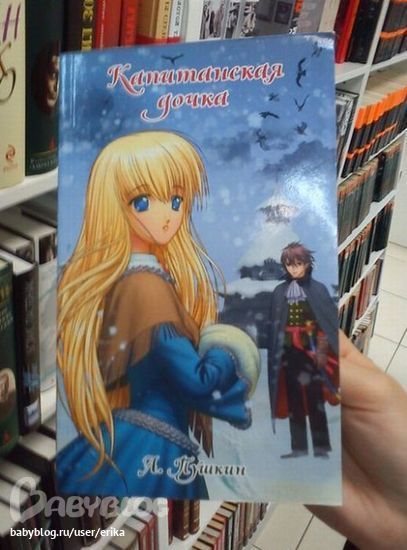 Капитанская
дочка
А. Пушкин
BABYBLOG
babyblog.ru/user/erika